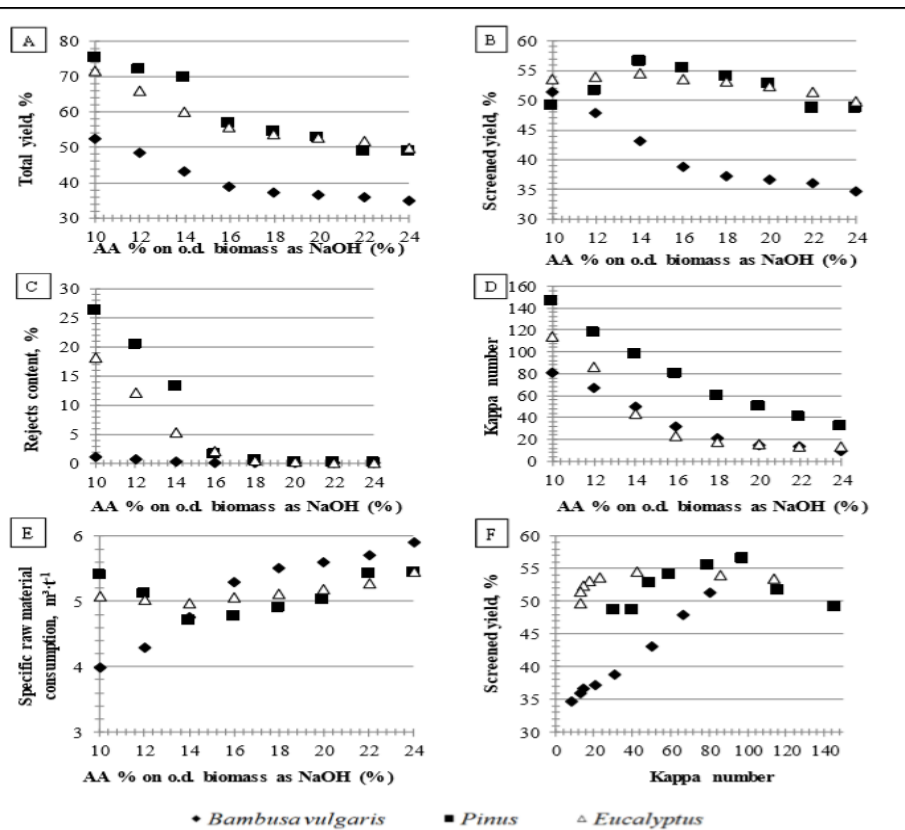 A
80
70
60
50
40
30
Total yield, %
10 12 14 16 18 20 22 24
AA % on o.d. biomass as NaOH (%)
B
60
55
50
45
40
35
30
Screened yield, %
10 12 14 16 18 20 22 24
AA % on o.d. biomass as NaOH (%)
C
30
25
20
15
10
5
0
Rejects content, %
10 12 14 16 18 20 22 24
AA % on o.d. biomass as NaOH (%)
D
160
140
120
100
80
60
40
20
0
Kappa number
10 12 14 16 18 20 22 24
AA % on o.d. biomass as NaOH (%)
E
6
5
4
3
Specific raw material
consumption, m³·t⁻¹
10 12 14 16 18 20 22 24
AA % on o.d. biomass as NaOH (%)
F
60
55
50
45
40
35
30
Screened yield, %
0 20 40 60 80 100 120 140
Kappa number
Bambusa vulgaris Pinus Eucalyptus